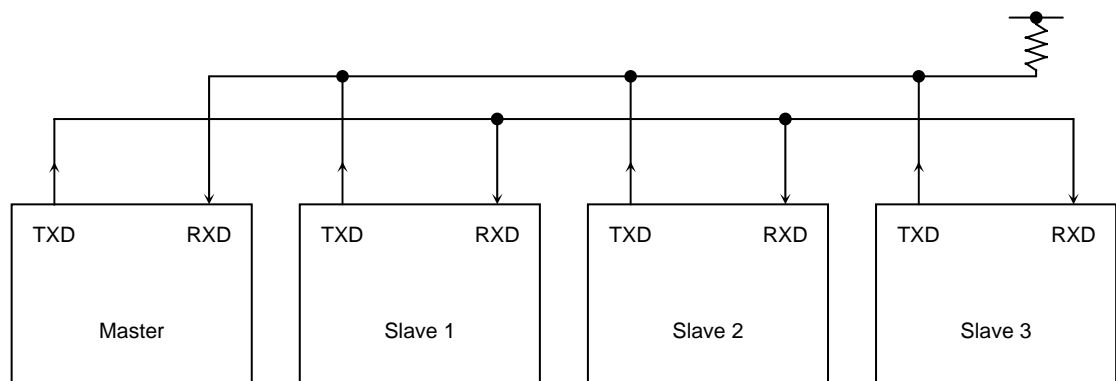 TXD RXD TXD RXD TXD RXD TXD RXD
Master Slave 1 Slave 2 Slave 3